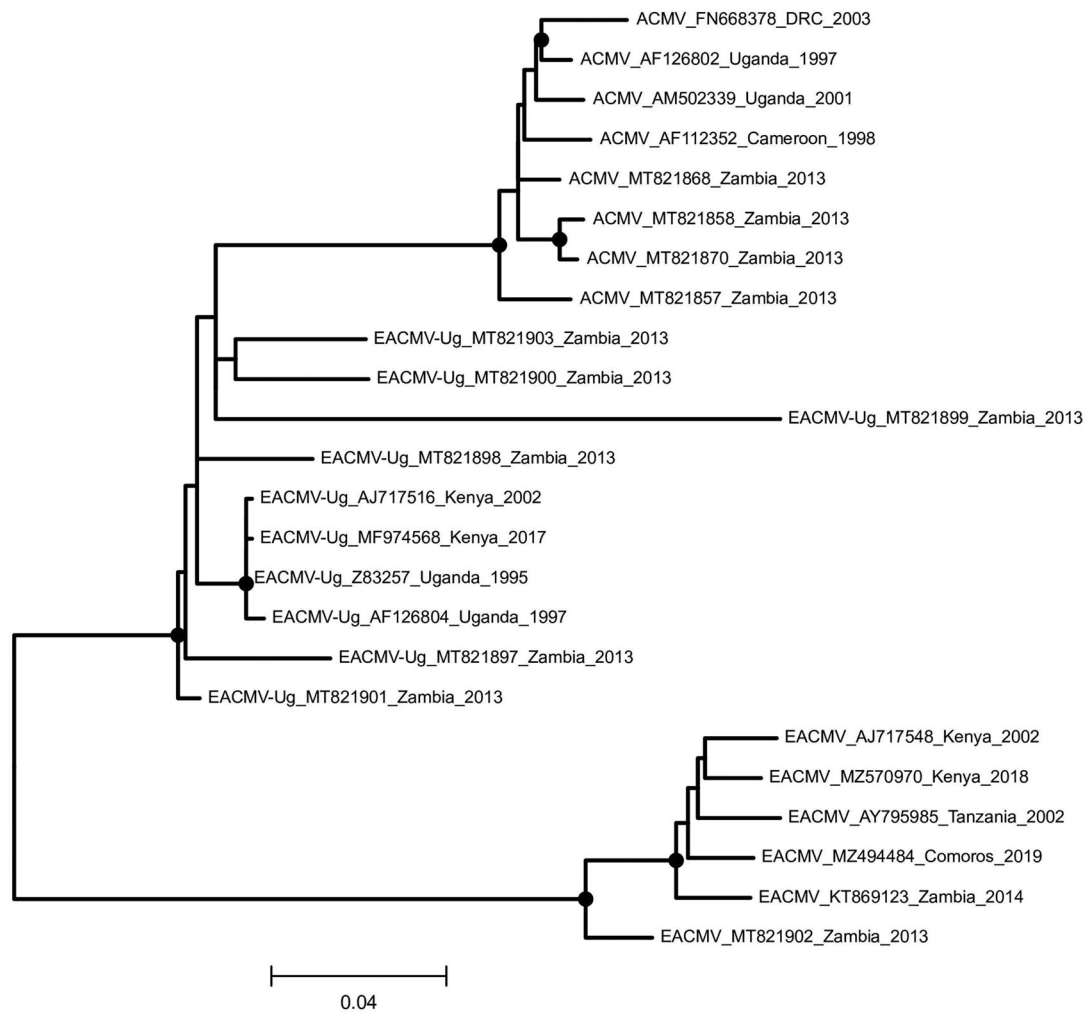 ACMV_FN668378_DRC_2003
ACMV_AF126802_Uganda_1997
ACMV_AM502339_Uganda_2001
ACMV_AF112352_Cameroon_1998
ACMV_MT821868_Zambia_2013
ACMV_MT821858_Zambia_2013
ACMV_MT821870_Zambia_2013
ACMV_MT821857_Zambia_2013
EACMV-Ug_MT821903_Zambia_2013
EACMV-Ug_MT821900_Zambia_2013
EACMV-Ug_MT821899_Zambia_2013
EACMV-Ug_MT821898_Zambia_2013
EACMV-Ug_AJ717516_Kenya_2002
EACMV-Ug_MF974568_Kenya_2017
EACMV-Ug_Z83257_Uganda_1995
EACMV-Ug_AF126804_Uganda_1997
EACMV-Ug_MT821897_Zambia_2013
EACMV-Ug_MT821901_Zambia_2013
EACMV_AJ717548_Kenya_2002
EACMV_MZ570970_Kenya_2018
EACMV_AY795985_Tanzania_2002
EACMV_MZ494484_Comoros_2019
EACMV_KT869123_Zambia_2014
EACMV_MT821902_Zambia_2013
0.04